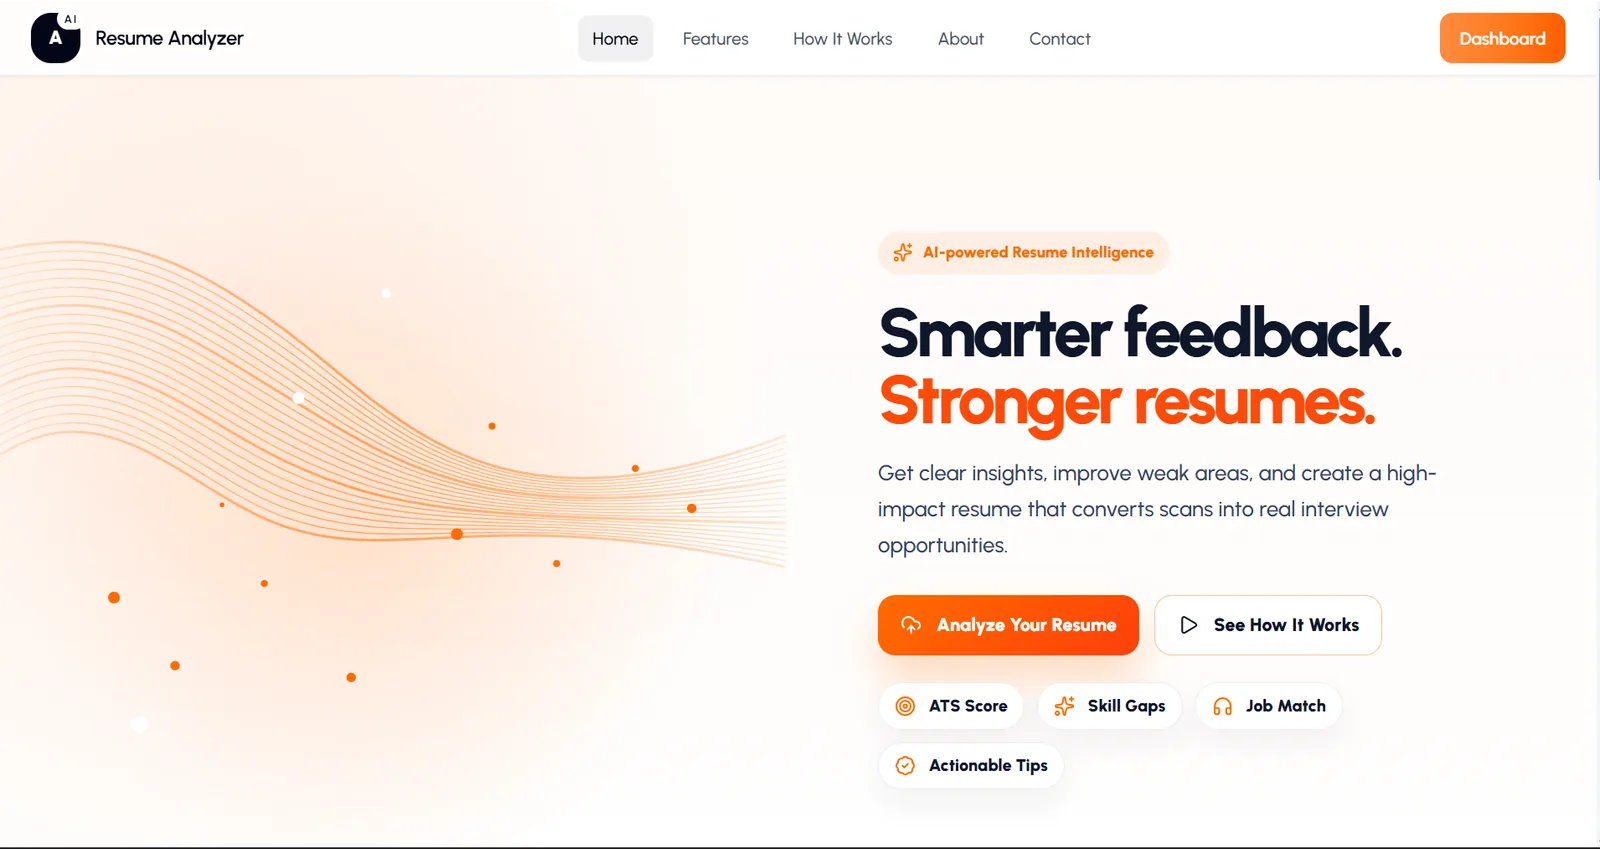 AI
A
Resume Analyzer
Home
Features
How It Works
About
Contact
Dashboard
AI-powered Resume Intelligence
Smarter feedback.
Stronger resumes.
Get clear insights, improve weak areas, and create a high-
impact resume that converts scans into real interview
opportunities.
Analyze Your Resume
See How It Works
ATS Score
Skill Gaps
Job Match
Actionable Tips